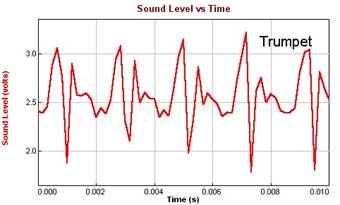 Sound Level vs Time
Trumpet
Sound Level (volts)
3.0
2.5
2.0
0.000 0.002 0.004 0.006 0.008 0.010
Time (s)